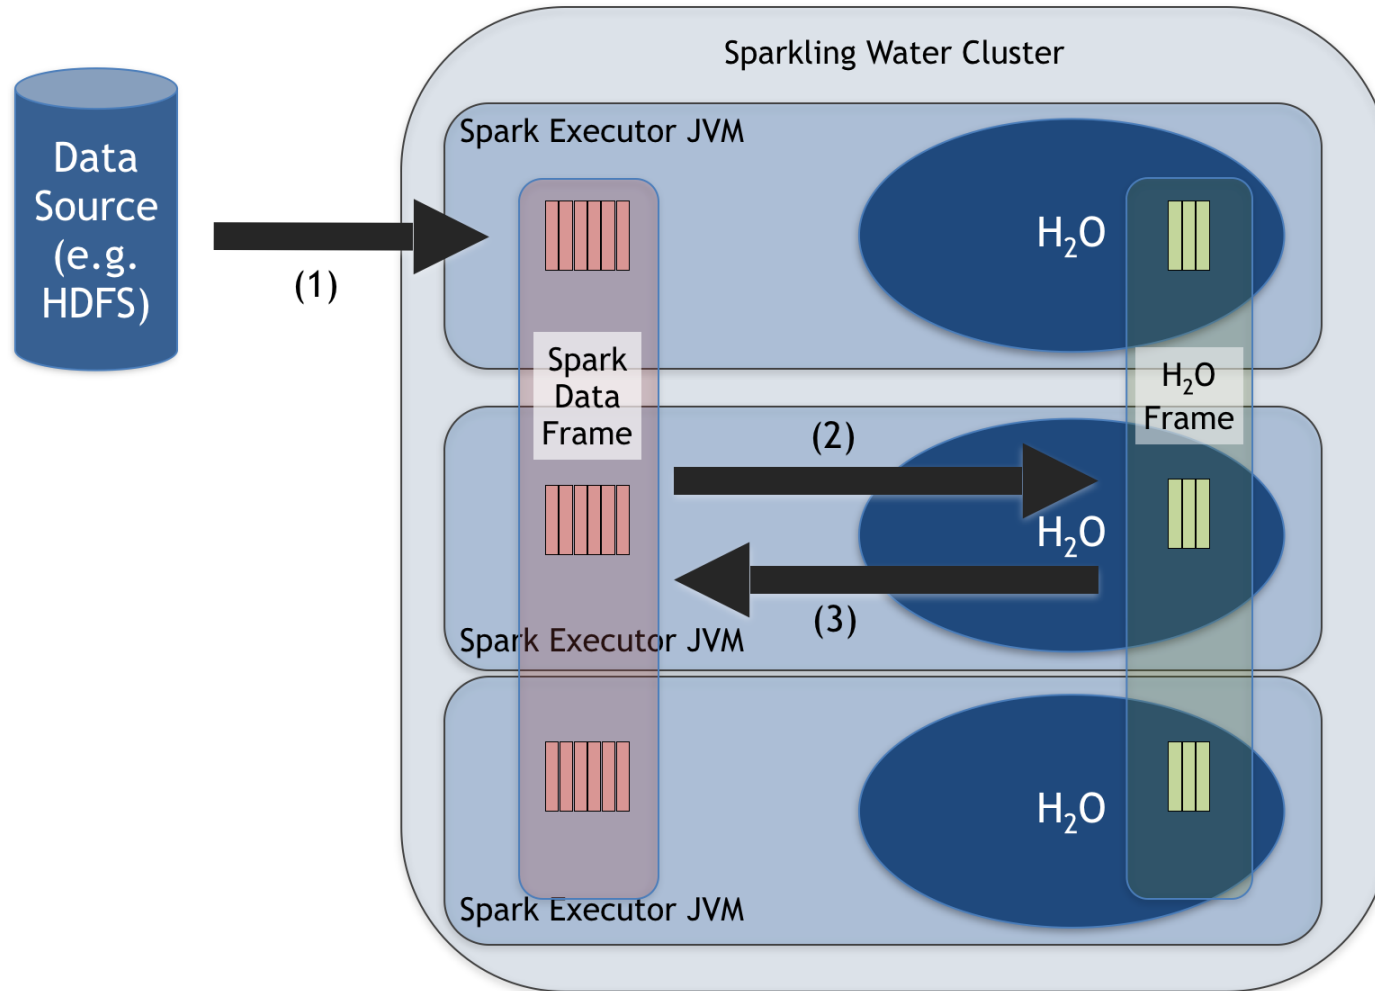 Sparkling Water Cluster
Data
Source
(e.g.
HDFS)
(1)
Spark Executor JVM
H₂O
Spark
Data
Frame
H₂O
Frame
(2)
H₂O
(3)
Spark Executor JVM
H₂O
Spark Executor JVM